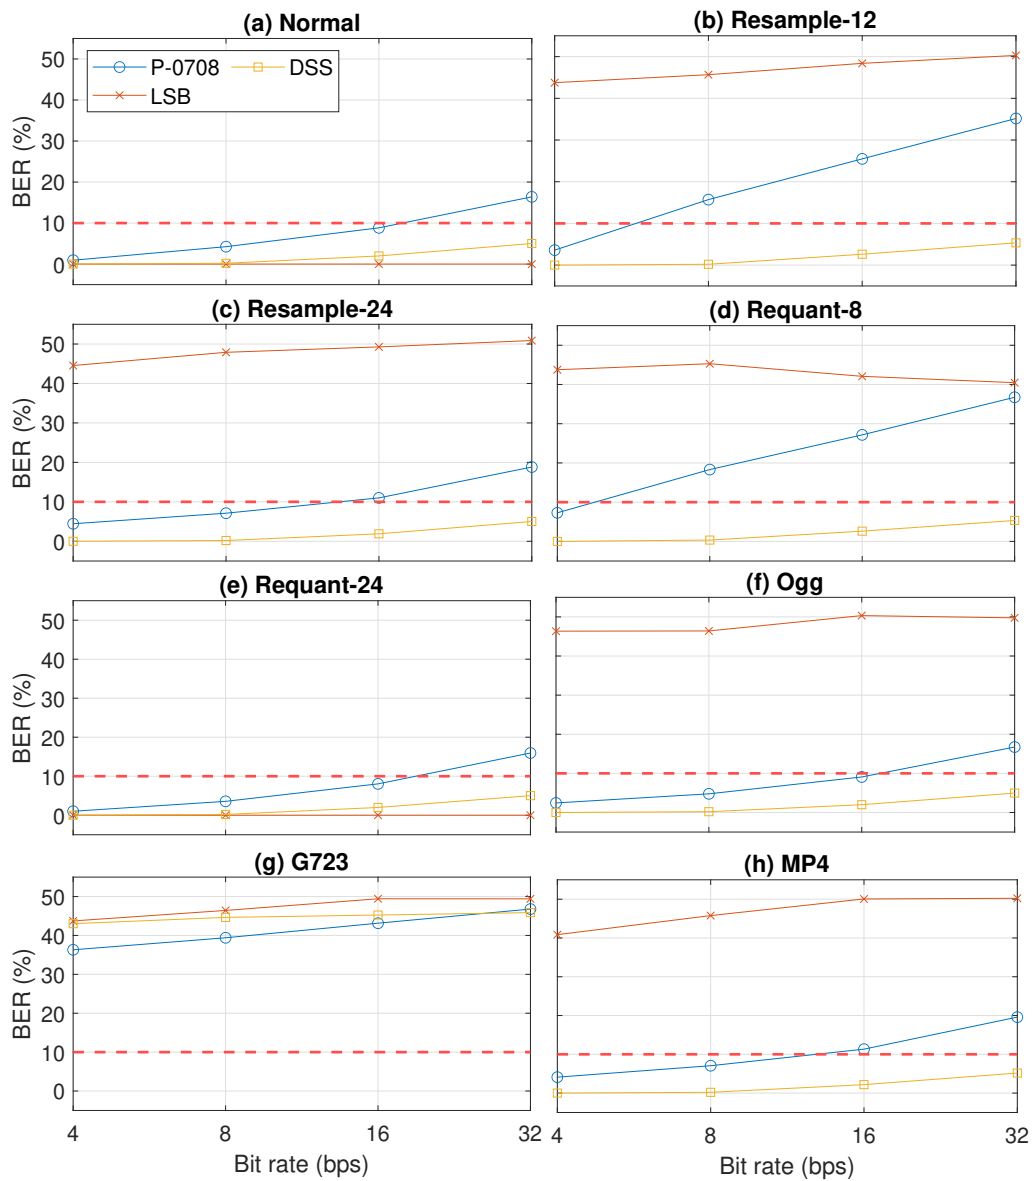 (a) Normal
(b) Resample-12
50
40
30
20
10
0
BER (%)
P-0708
DSS
LSB
(c) Resample-24
(d) Requant-8
50
40
30
20
10
0
BER (%)
(e) Requant-24
(f) Ogg
50
40
30
20
10
0
BER (%)
(g) G723
(h) MP4
50
40
30
20
10
0
BER (%)
4
8
16
32
4
8
16
32
Bit rate (bps)
Bit rate (bps)